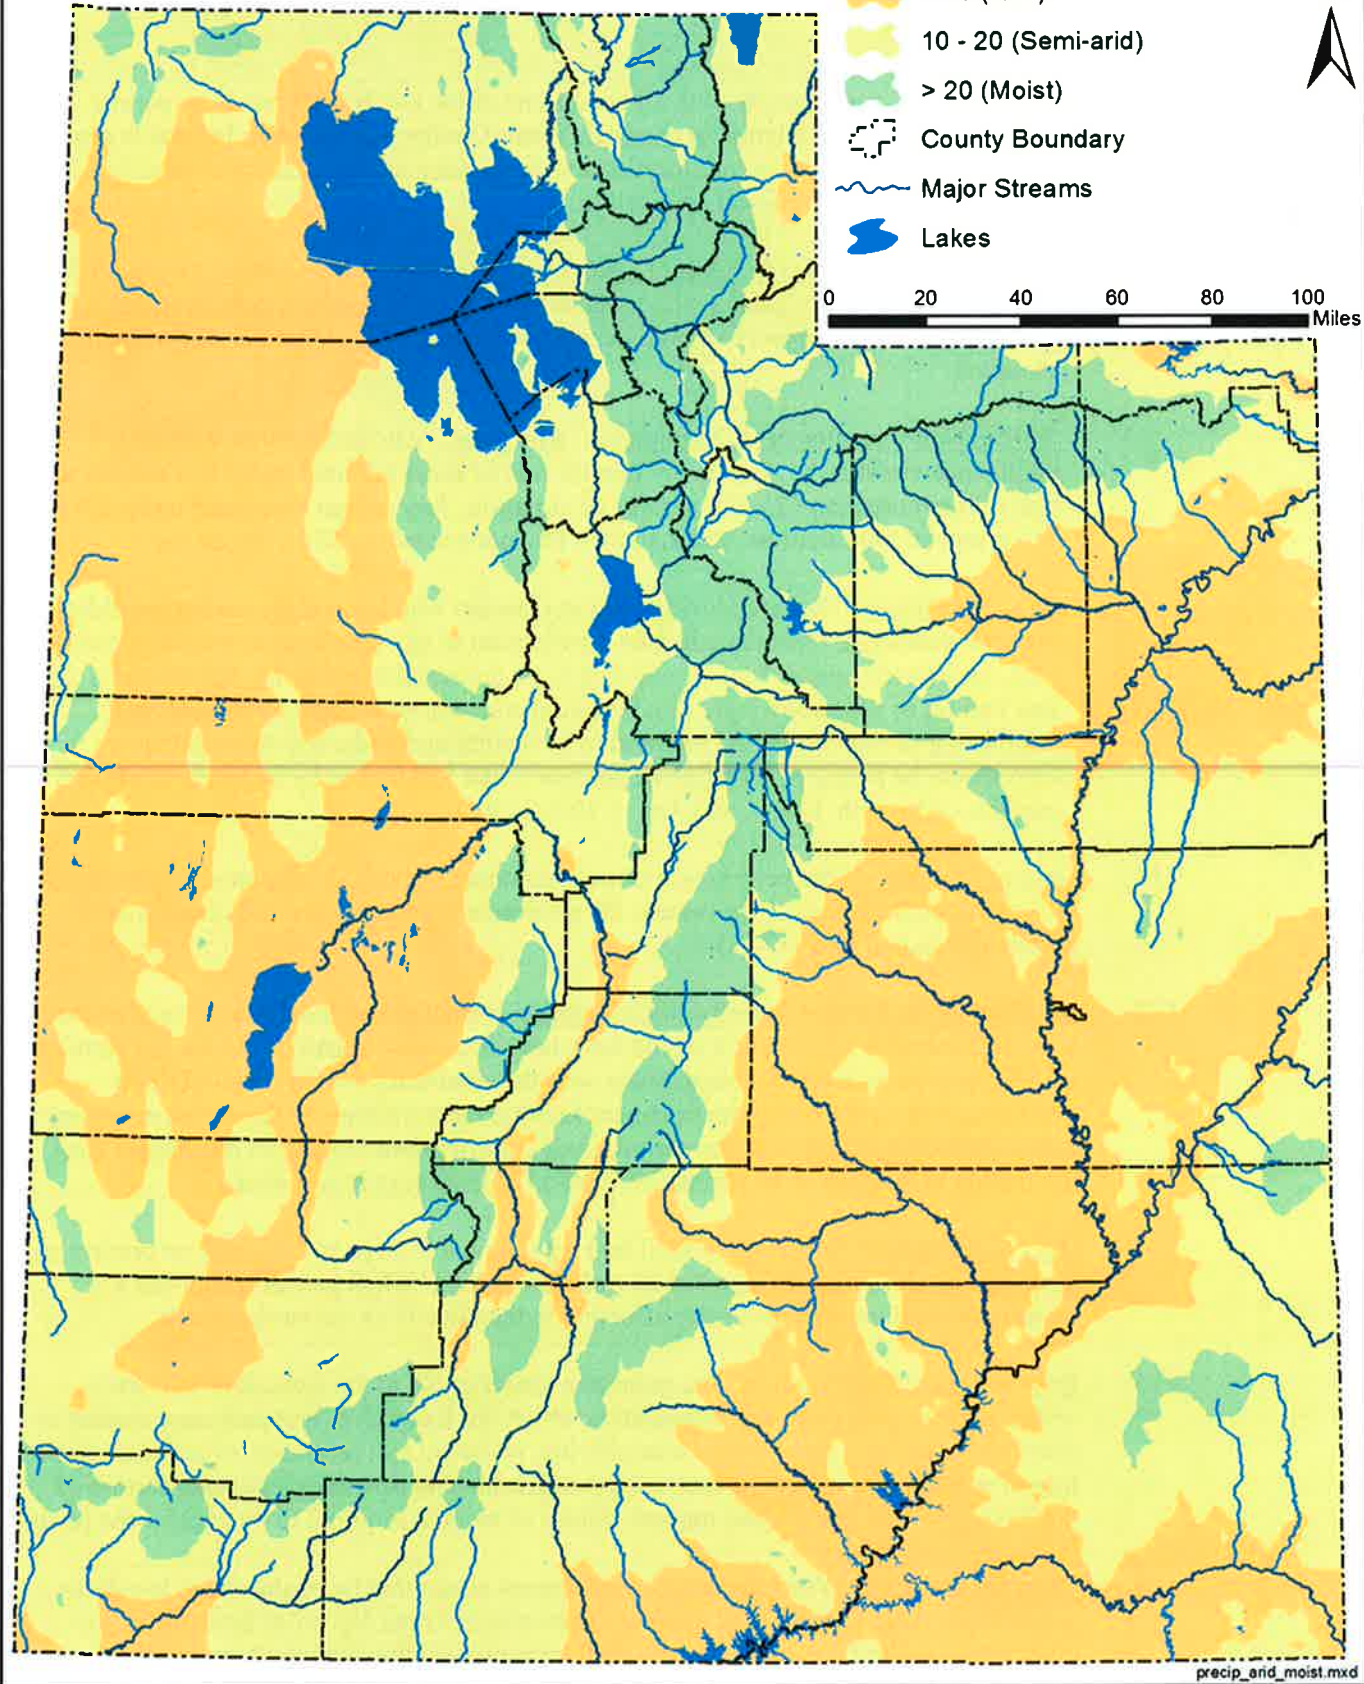 10 - 20 (Semi-arid)
> 20 (Moist)
County Boundary
Major Streams
Lakes
0 20 40 60 80 100
Miles
precip_arid_moist.mxd